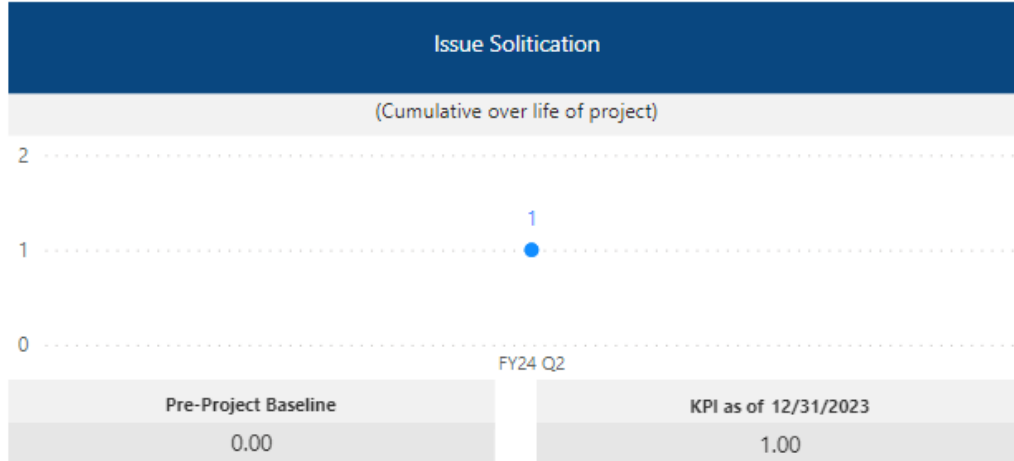 Issue Solitication
(Cumulative over life of project)
2
1
1
0
FY24 Q2
Pre-Project Baseline KPI as of 12/31/2023
0.00 1.00